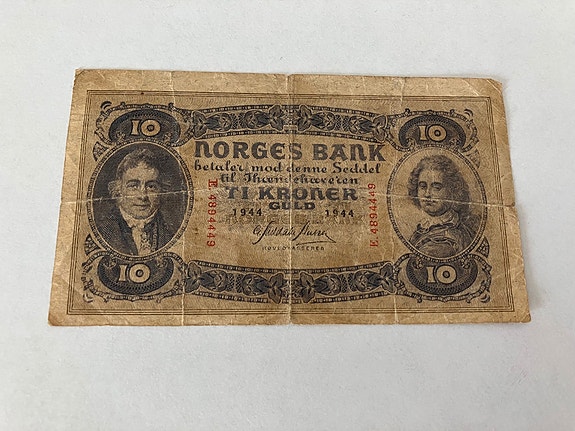 10 10
NORGES BANK
betaler mod denne Seddel
til Ihændehaveren
TI KRONER
GULD
1944 1944
E.4894449
E.4894449
HOVEDKASSERER
10 10